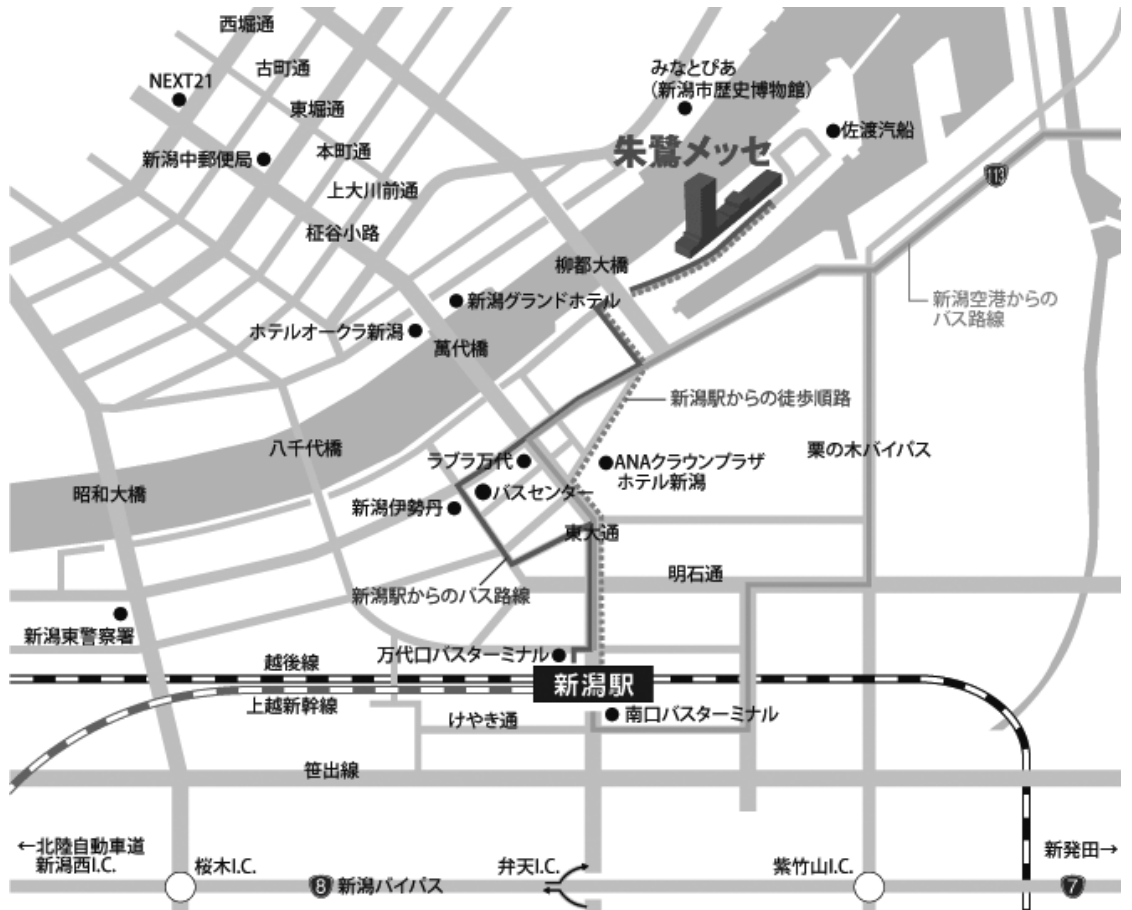 西堀通
古町通
NEXT21
東堀通
みなとぴあ
（新潟市歴史博物館）
佐渡汽船
本町通
新潟中郵便局
朱鷺メッセ
113
上大川前通
柾谷小路
柳都大橋
新潟グランドホテル
新潟空港からの
バス路線
ホテルオークラ新潟
萬代橋
新潟駅からの徒歩順路
八千代橋
栗の木バイパス
ラブラ万代
ANAクラウンプラザ
ホテル新潟
昭和大橋
バスセンター
新潟伊勢丹
東大通
明石通
新潟駅からのバス路線
新潟東警察署
万代口バスターミナル
越後線
新潟駅
上越新幹線
南口バスターミナル
けやき通
笹出線
←北陸自動車道
新潟西I.C.
新発田→
桜木I.C.
弁天I.C.
紫竹山I.C.
8
新潟バイパス
7